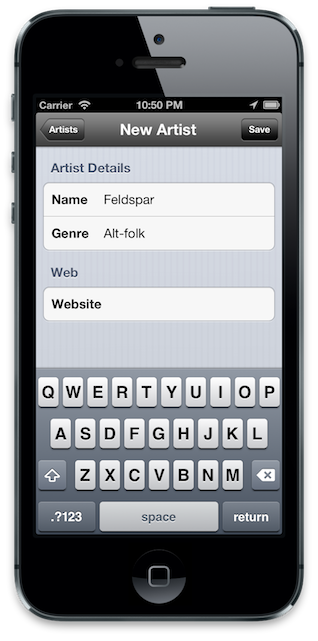 Carrier 10:50 PM
Artists New Artist Save
Artist Details
Name Feldspar
Genre Alt-folk
Web
Website
Q W E R T Y U I O P
A S D F G H J K L
Z X C V B N M
.?123 space return